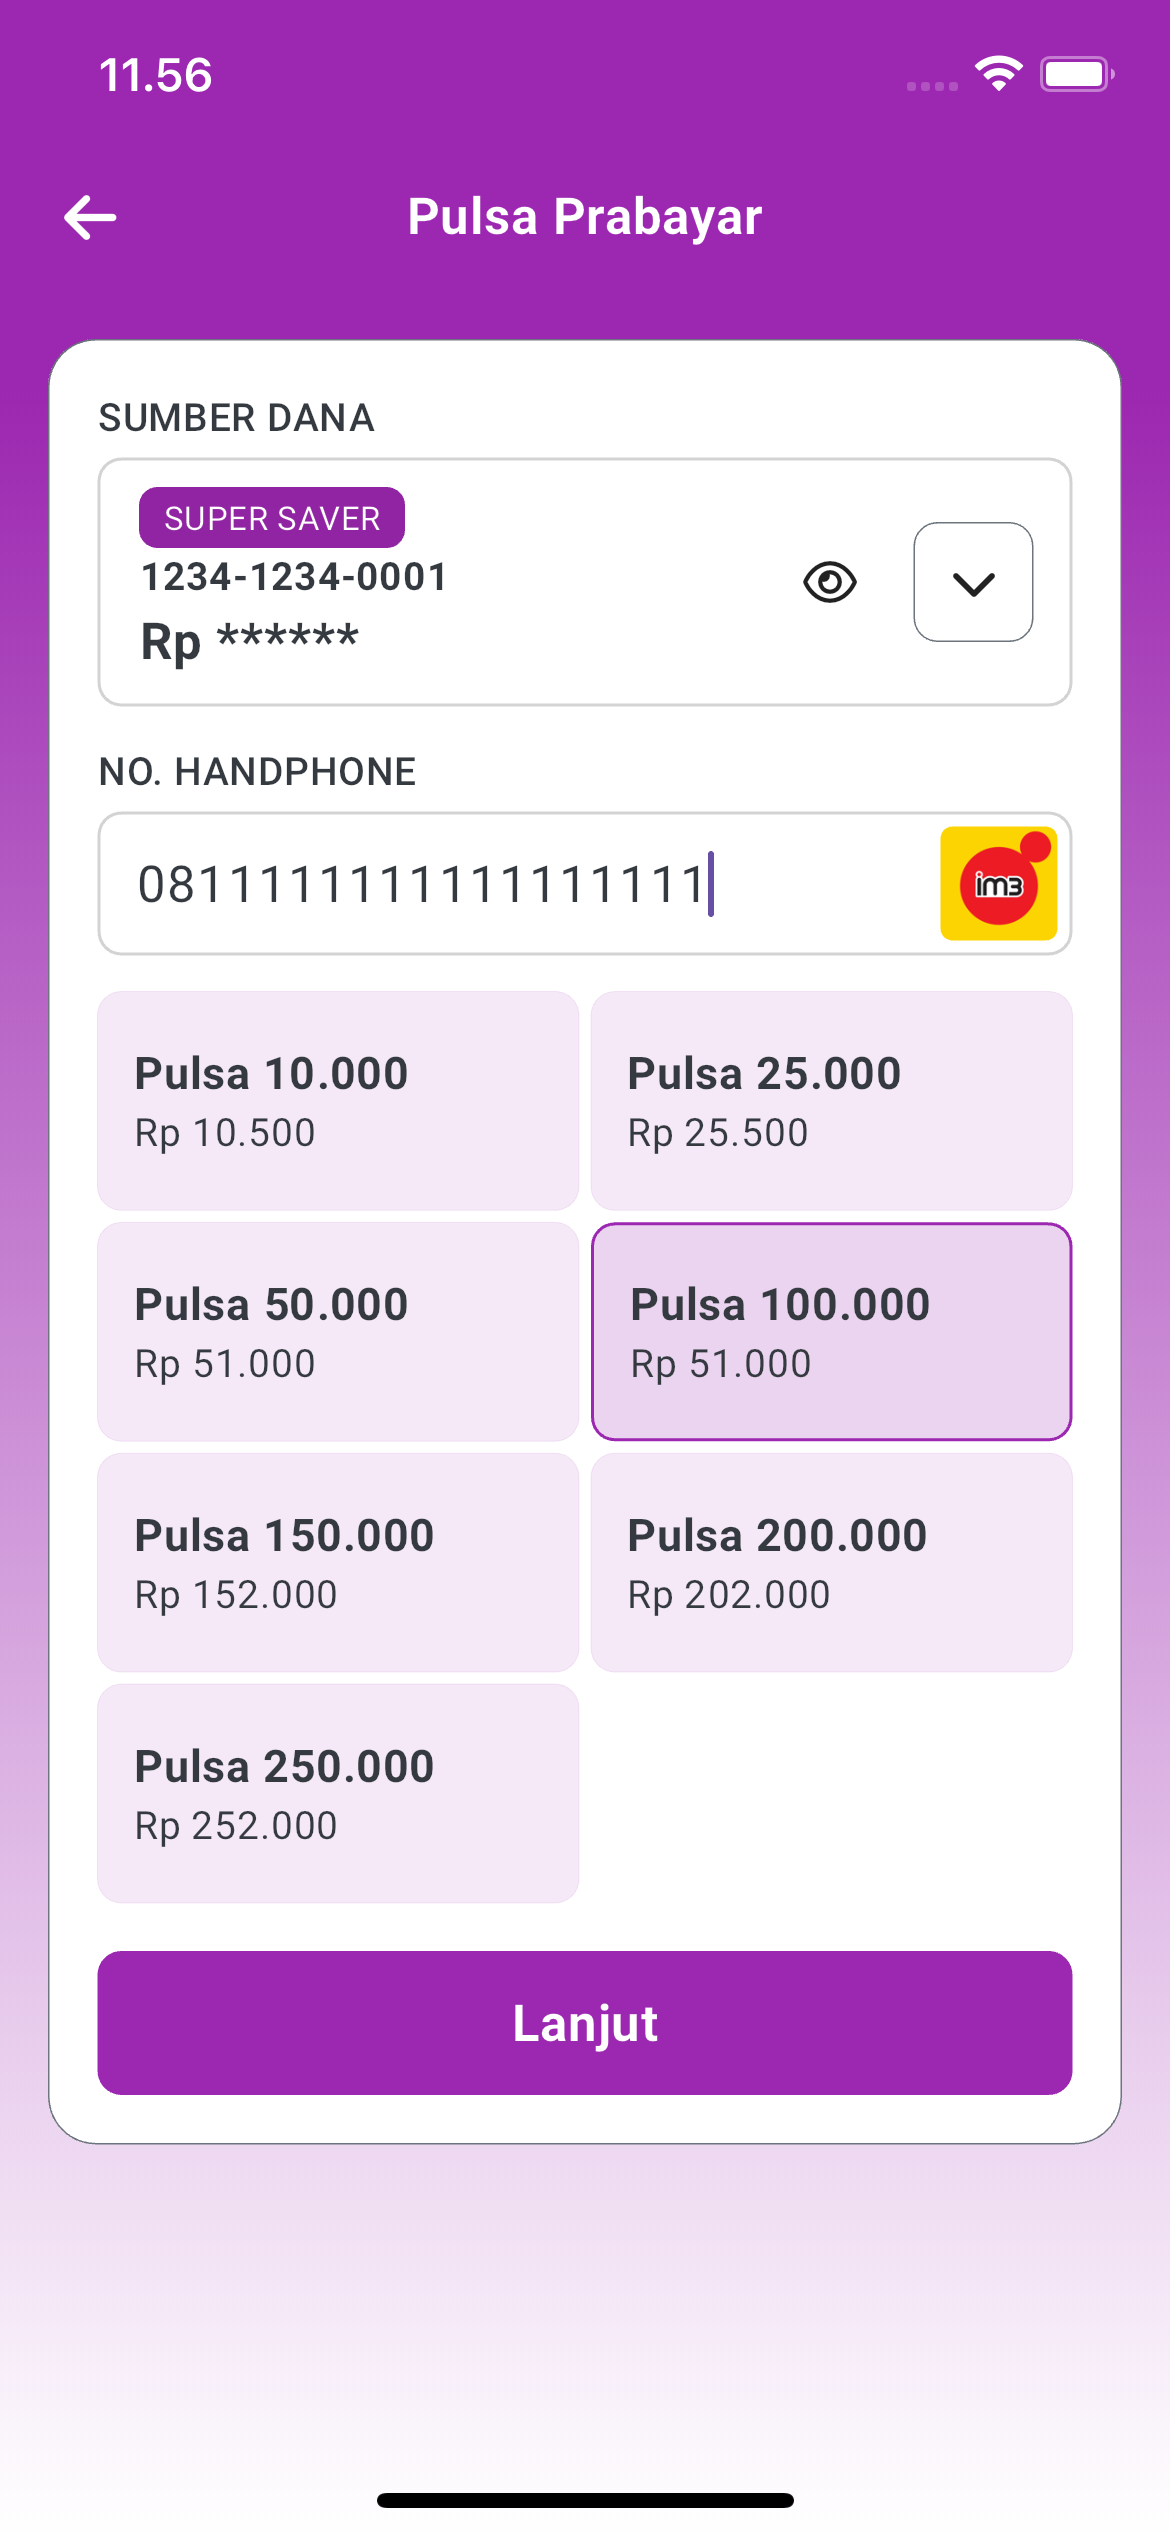 11.56
Pulsa Prabayar
SUMBER DANA
SUPER SAVER
1234-1234-0001
Rp ******
NO. HANDPHONE
0811111111111111111
im3
Pulsa 10.000
Rp 10.500
Pulsa 25.000
Rp 25.500
Pulsa 50.000
Rp 51.000
Pulsa 100.000
Rp 51.000
Pulsa 150.000
Rp 152.000
Pulsa 200.000
Rp 202.000
Pulsa 250.000
Rp 252.000
Lanjut